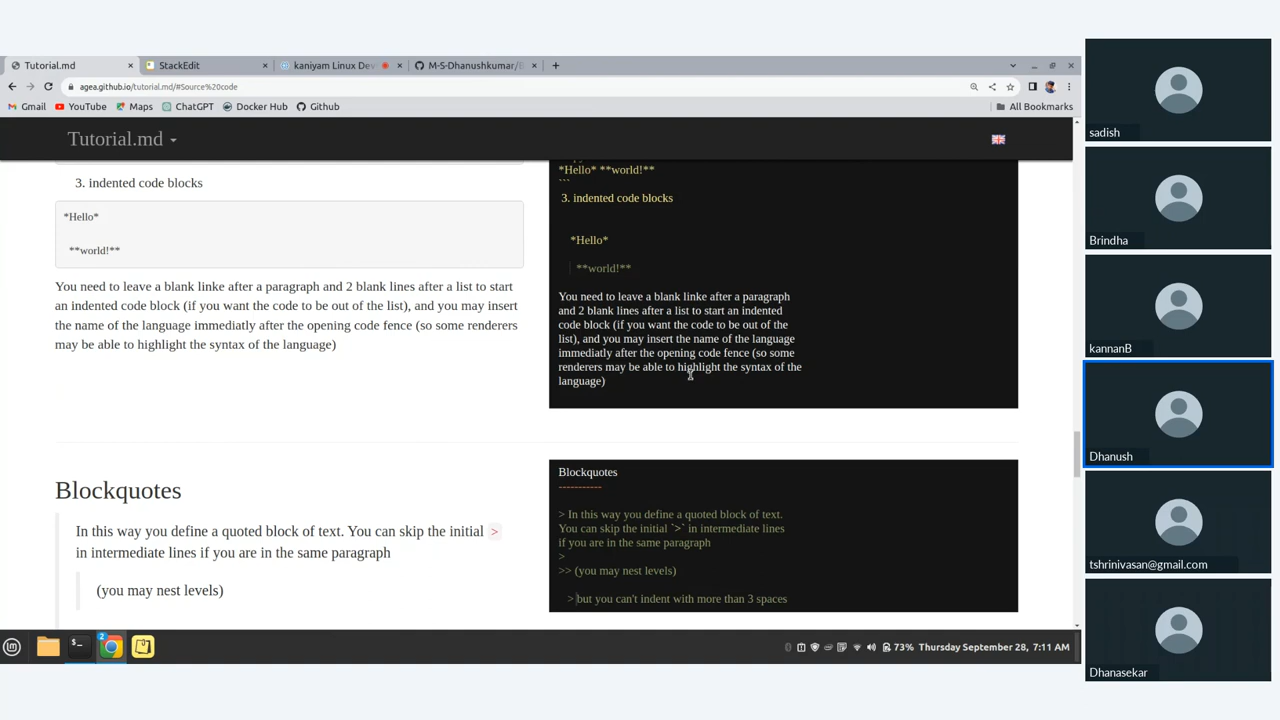 Tutorial.md
StackEdit
kaniyam Linux Dev
M-S-Dhanushkumar/
agea.github.io/tutorial.md/#Source%20code
Gmail
YouTube
Maps
ChatGPT
Docker Hub
Github
All Bookmarks
Tutorial.md
3. indented code blocks
*Hello*
**world!**
You need to leave a blank linke after a paragraph and 2 blank lines after a list to start
an indented code block (if you want the code to be out of the list), and you may insert
the name of the language immediatly after the opening code fence (so some renderers
may be able to highlight the syntax of the language)
Blockquotes
In this way you define a quoted block of text. You can skip the initial >
in intermediate lines if you are in the same paragraph
(you may nest levels)
*Hello* **world!**
```
3. indented code blocks
*Hello*
**world!**
You need to leave a blank linke after a paragraph
and 2 blank lines after a list to start an indented
code block (if you want the code to be out of the
list), and you may insert the name of the language
immediatly after the opening code fence (so some
renderers may be able to highlight the syntax of the
language)
Blockquotes
-----------
> In this way you define a quoted block of text.
You can skip the initial `>` in intermediate lines
if you are in the same paragraph
>
>> (you may nest levels)
> but you can't indent with more than 3 spaces
2
73% Thursday September 28, 7:11 AM
sadish
Brindha
kannanB
Dhanush
tshrinivasan@gmail.com
Dhanasekar